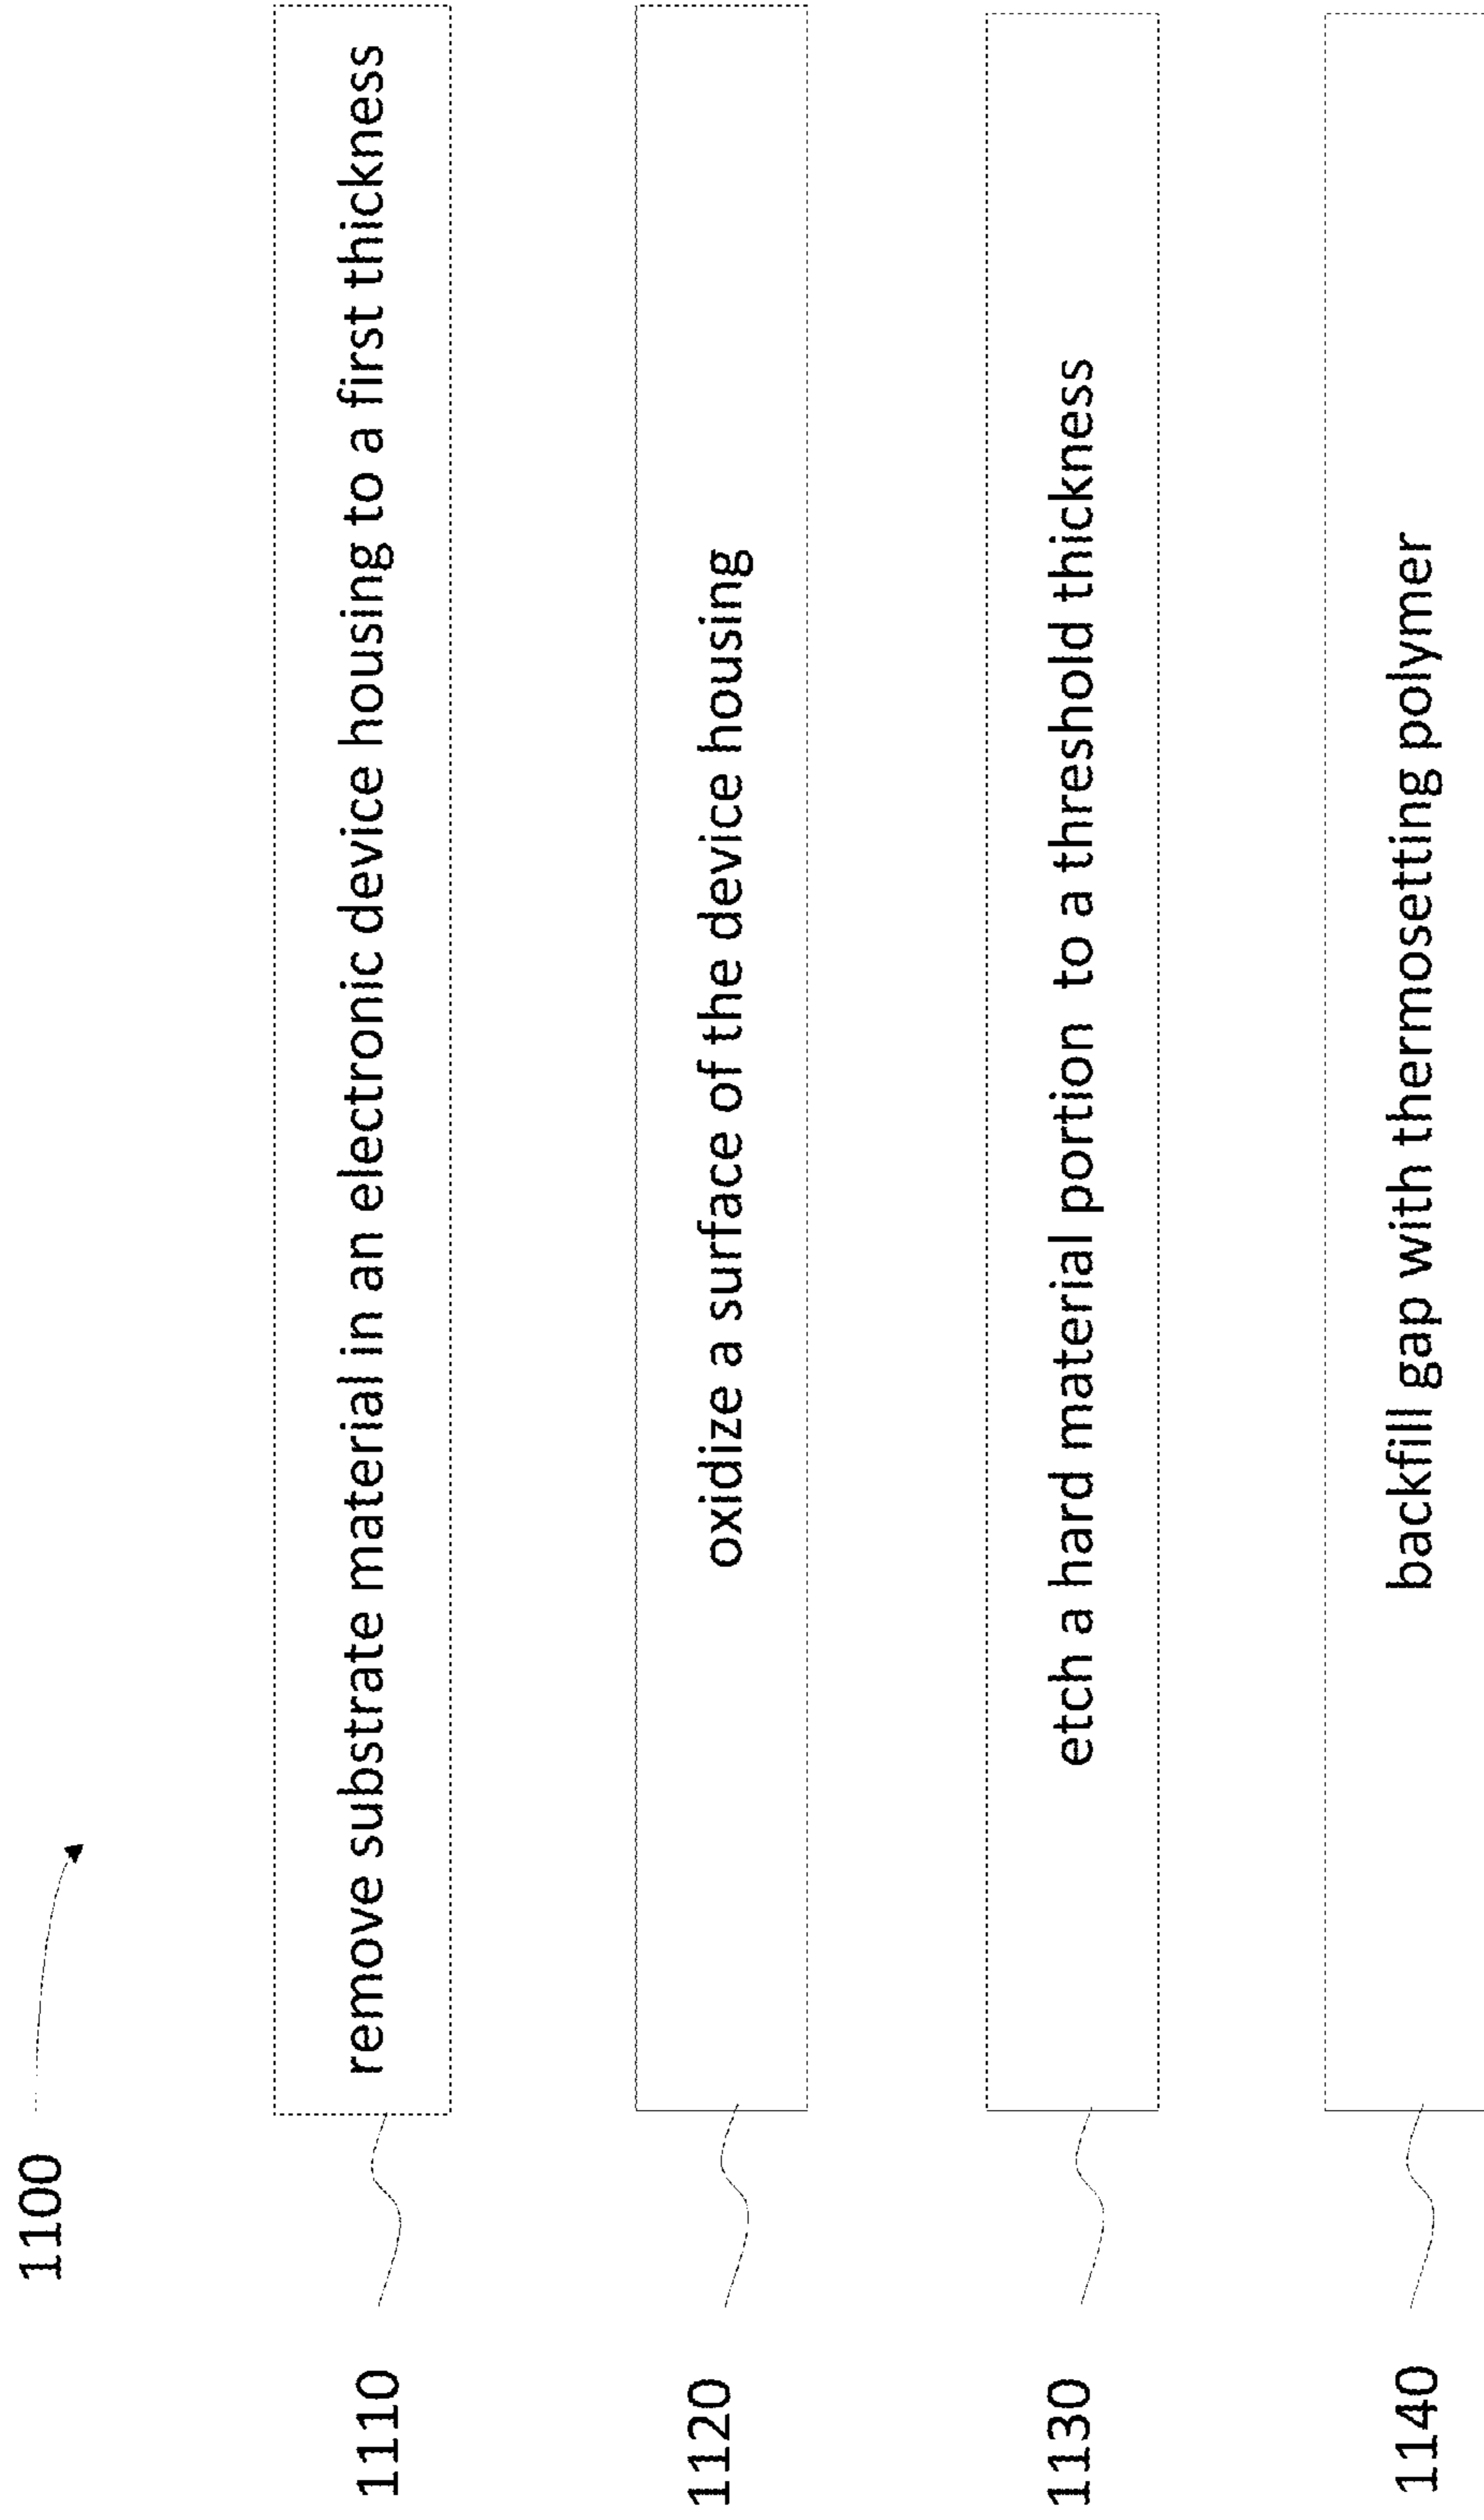 1100
1110
remove substrate material in an electronic device housing to a first thickness
1120
oxidize a surface of the device housing
1130
etch a hard material portion to a threshold thickness
1140
backfill gap with thermosetting polymer